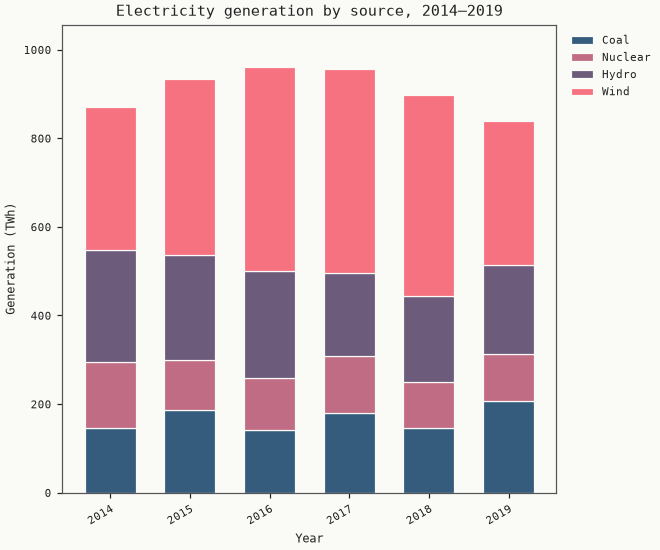 Electricity generation by source, 2014–2019
Coal
Nuclear
Hydro
Wind
1000
800
600
400
200
0
Generation (TWh)
2014
2015
2016
2017
2018
2019
Year